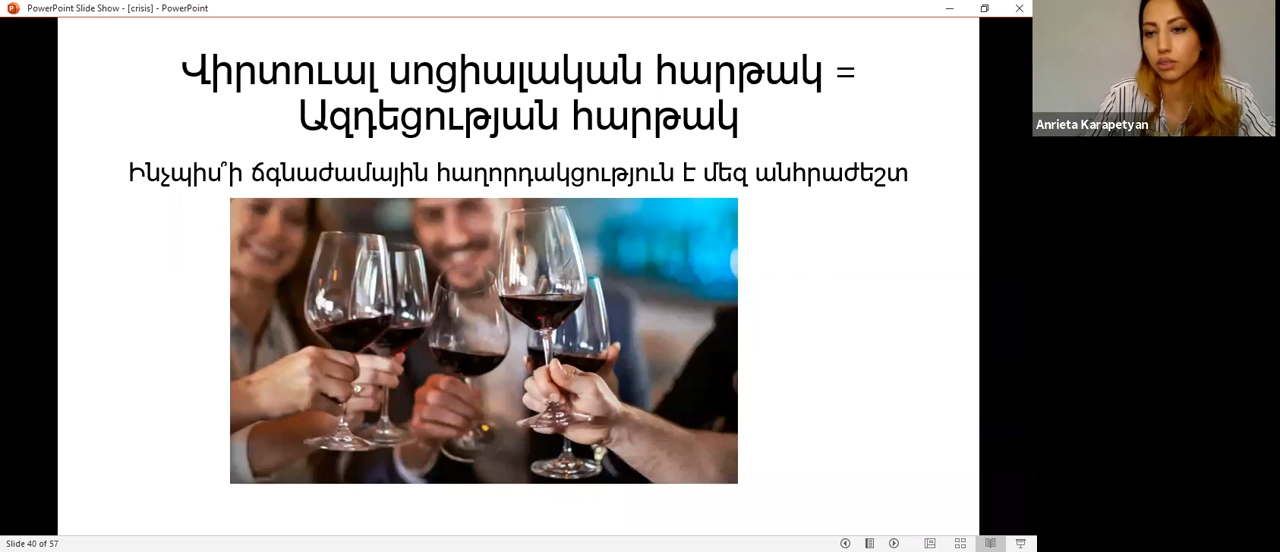 PowerPoint Slide Show - [crisis] - PowerPoint
Վիրտուալ սոցիալական հարթակ =
Ազդեցության հարթակ
Ինչպիս՞ի ճգնաժամային հաղորդակցություն է մեզ անհրաժեշտ
Anrieta Karapetyan
Slide 40 of 57